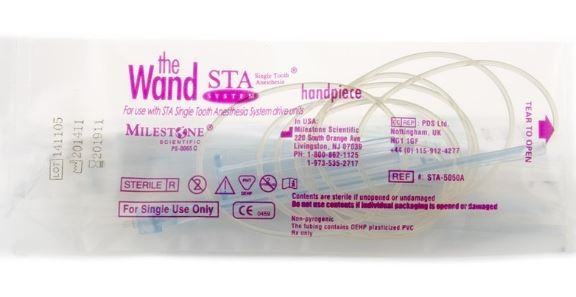 the
Wand STA Single Tooth Anesthesia ®
SYSTEM
handpiece
For use with STA Single Tooth Anesthesia System drive units
MILESTONE®
SCIENTIFIC
PS-0065 C
In USA:
Milestone Scientific
220 South Orange Ave
Livingston, NJ 07039
PH: 1-800-862-1125
1-973-535-2717
EC REP : PDS Ltd.
Nottingham, UK
NG1 1GF
+44 (0) 115-912-4277
TEAR TO OPEN
LOT 141105
201411
201911
STERILE R
PHT
DEHP
REF #: STA-5050A
For Single Use Only
CE 0459
Contents are sterile if unopened or undamaged
Do not use contents if individual packaging is opened or damaged
Non-pyrogenic
The tubing contains DEHP plasticized PVC
Rx only